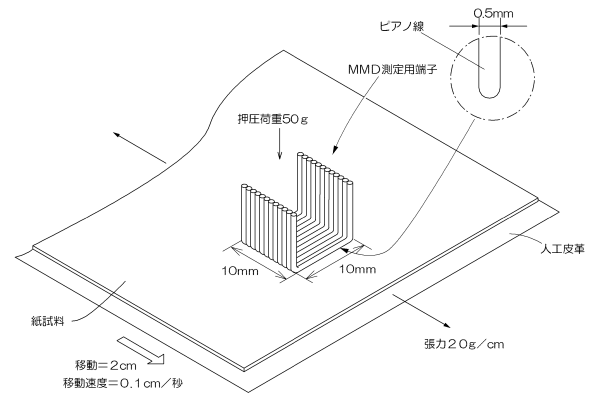 0.5mm
ピアノ線
MMD測定用端子
押圧荷重50g
10mm
10mm
人工皮革
紙試料
張力20g/cm
移動=2cm
移動速度=0.1cm/秒